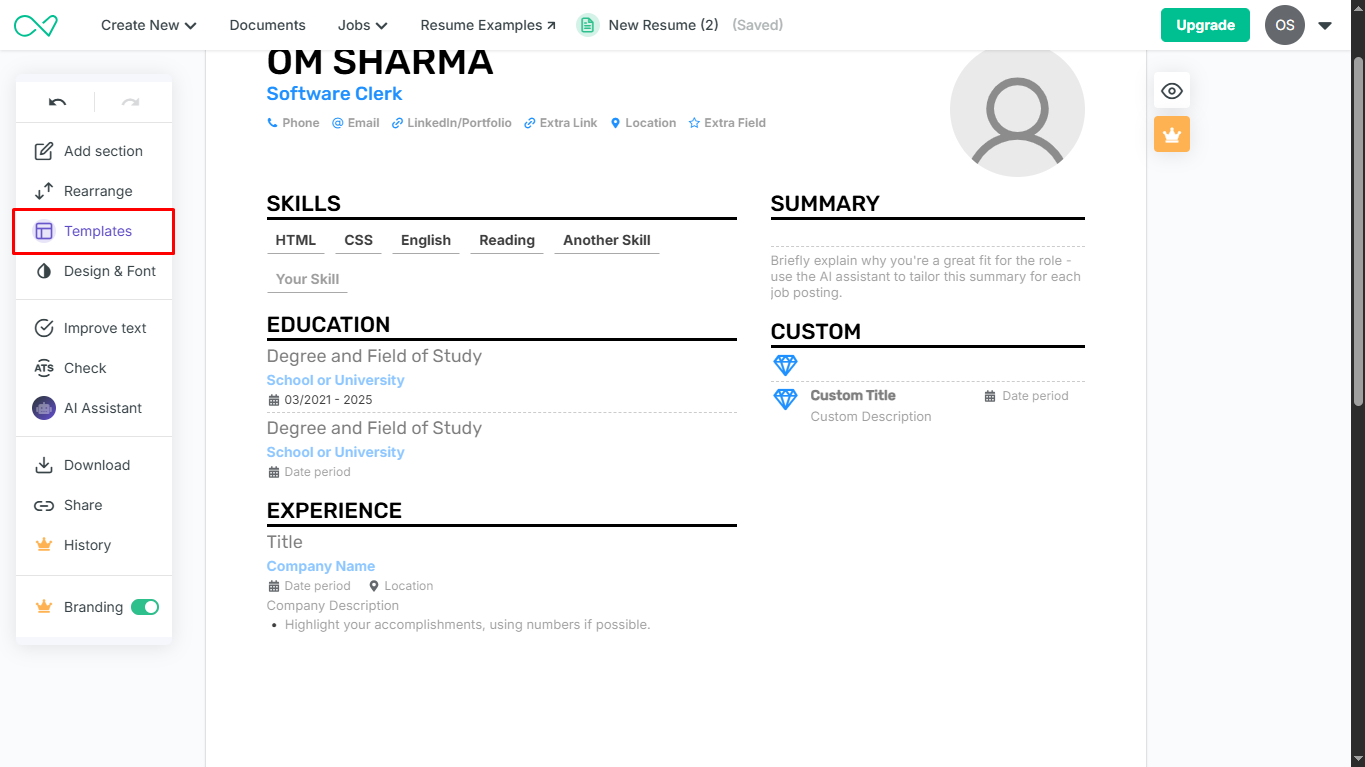 Create New
Documents
Jobs
Resume Examples
New Resume (2)
(Saved)
Upgrade
OS
Add section
Rearrange
Templates
Design & Font
Improve text
ATS
Check
AI Assistant
Download
Share
History
Branding
OM SHARMA
Software Clerk
Phone
Email
LinkedIn/Portfolio
Extra Link
Location
Extra Field
SKILLS
HTML
CSS
English
Reading
Another Skill
Your Skill
EDUCATION
Degree and Field of Study
School or University
03/2021 - 2025
Degree and Field of Study
School or University
Date period
EXPERIENCE
Title
Company Name
Date period
Location
Company Description
• Highlight your accomplishments, using numbers if possible.
SUMMARY
Briefly explain why you're a great fit for the role -
use the AI assistant to tailor this summary for each
job posting.
CUSTOM
Custom Title
Date period
Custom Description